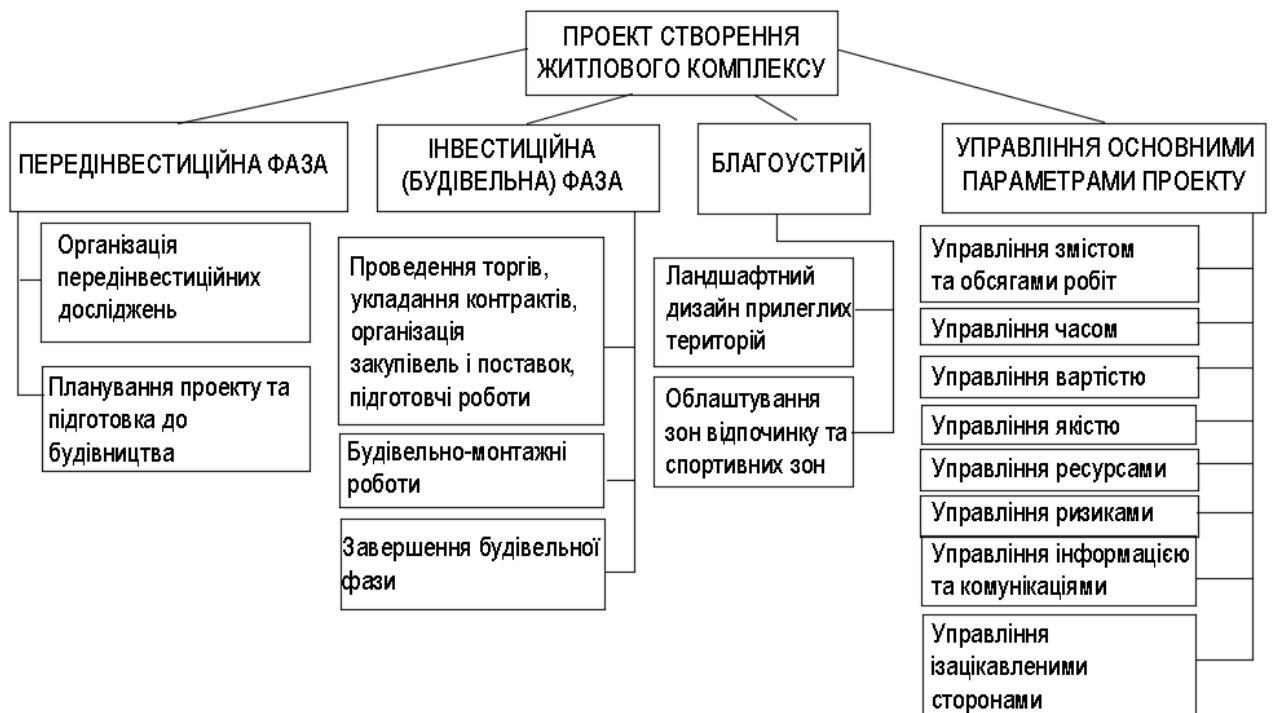 ПРОЕКТ СТВОРЕННЯ
ЖИТЛОВОГО КОМПЛЕКСУ
ПЕРЕДІНВЕСТИЦІЙНА ФАЗА
Організація
передінвестиційних
досліджень
Планування проекту та
підготовка до
будівництва
ІНВЕСТИЦІЙНА
(БУДІВЕЛЬНА) ФАЗА
Проведення торгів,
укладання контрактів,
організація
закупівель і поставок,
підготовчі роботи
Будівельно-монтажні
роботи
Завершення будівельної
фази
БЛАГОУСТРІЙ
Ландшафтний
дизайн прилеглих
територій
Облаштування
зон відпочинку та
спортивних зон
УПРАВЛІННЯ ОСНОВНИМИ
ПАРАМЕТРАМИ ПРОЕКТУ
Управління змістом
та обсягами робіт
Управління часом
Управління вартістю
Управління якістю
Управління ресурсами
Управління ризиками
Управління інформацією
та комунікаціями
Управління
ізацікавленими
сторонами